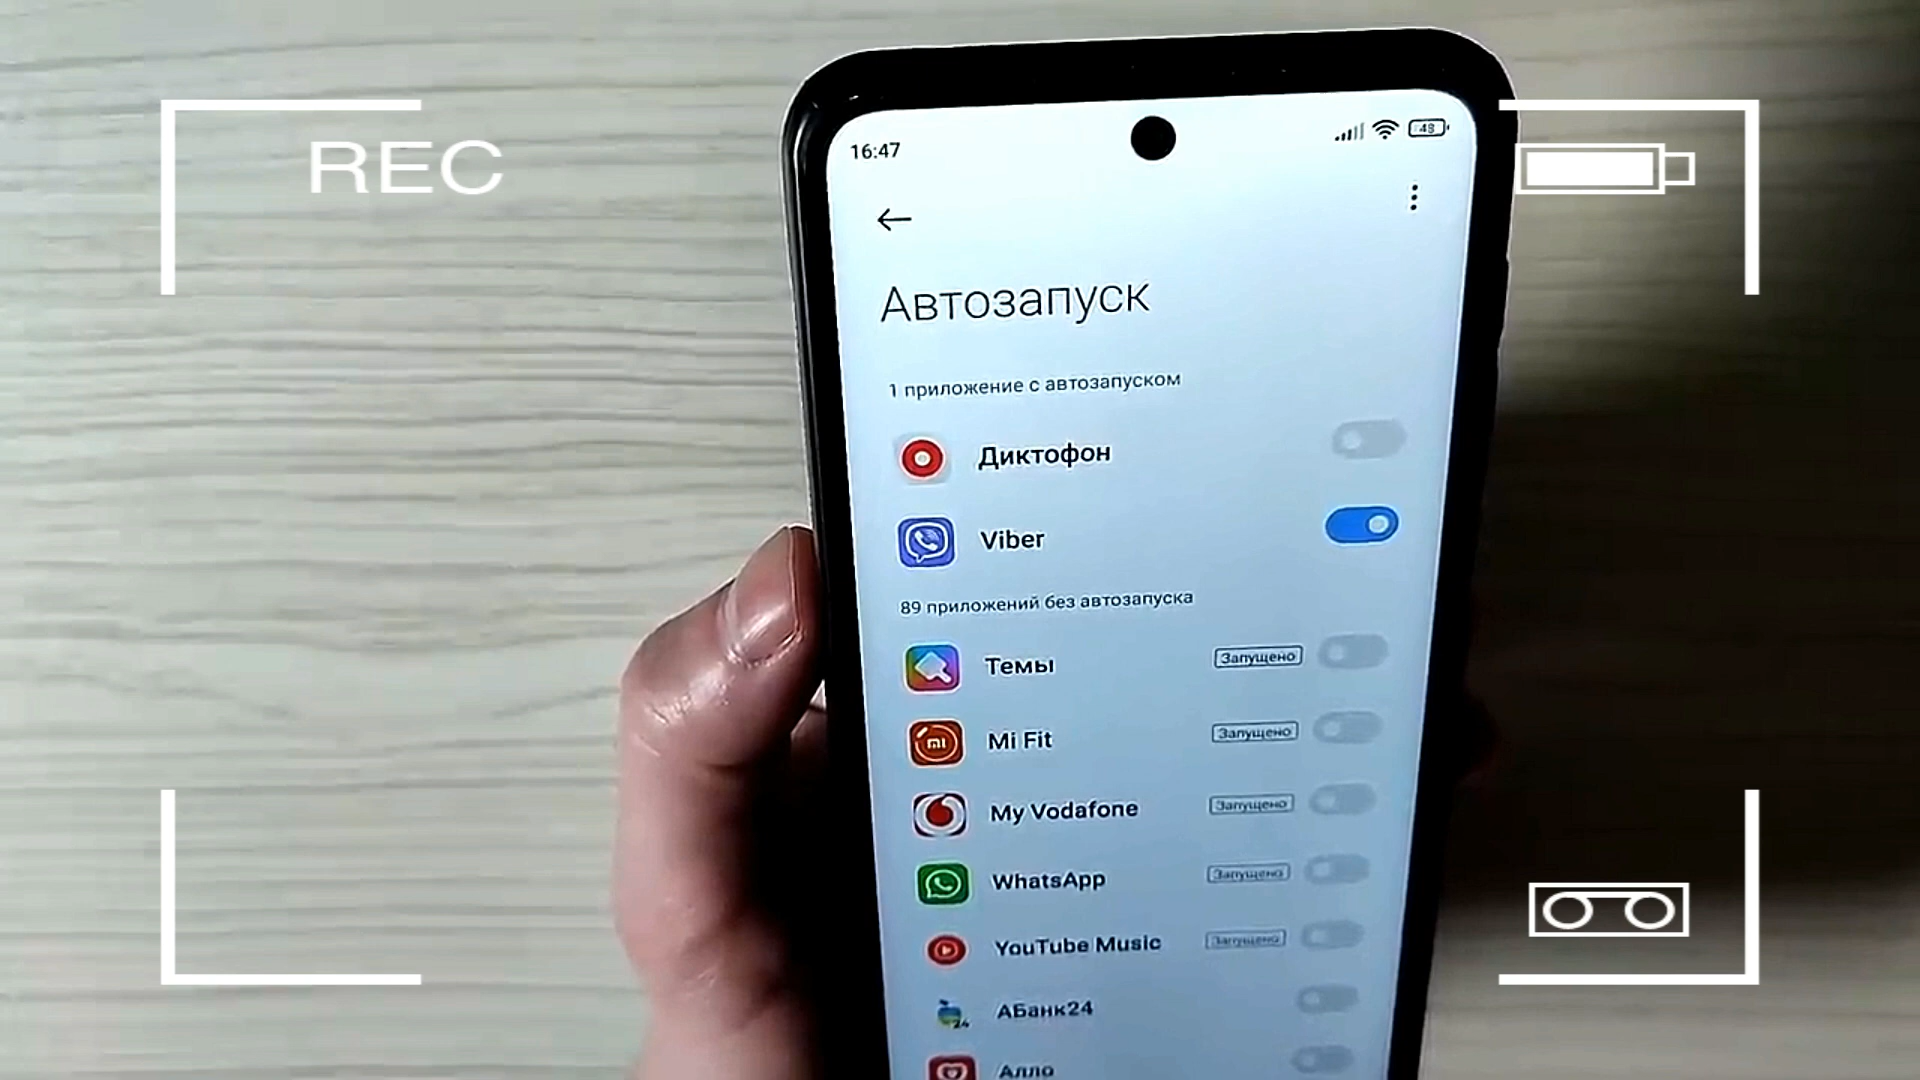 REC
16:47
48
Автозапуск
1 приложение с автозапуском
Диктофон
Viber
89 приложений без автозапуска
Темы Запущено
Mi Fit Запущено
My Vodafone Запущено
WhatsApp Запущено
YouTube Music Запущено
АБанк24
Алло